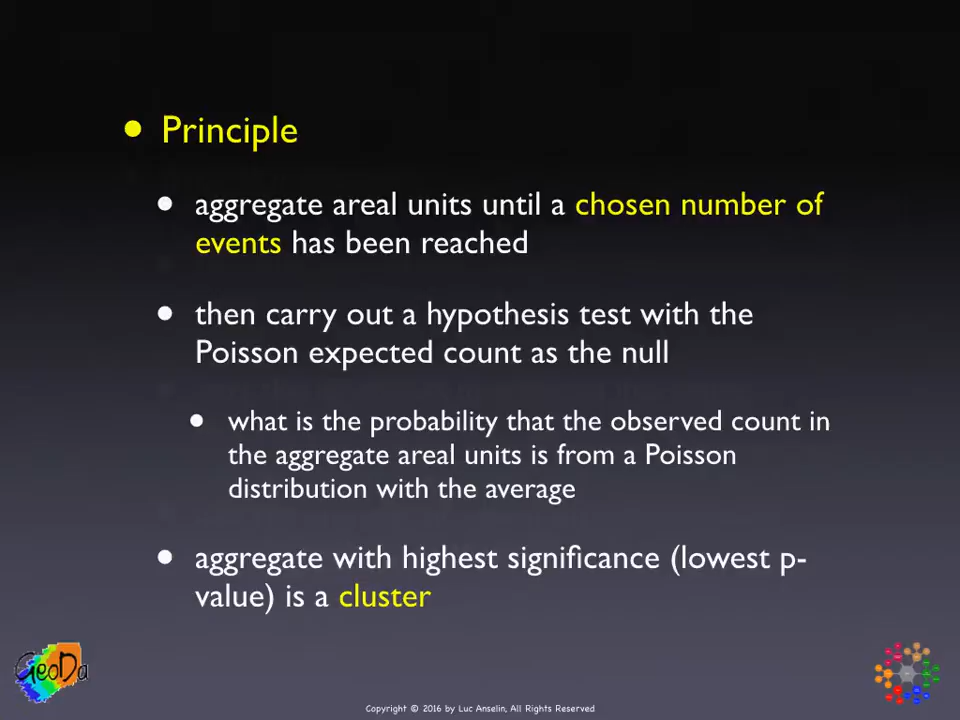 • Principle
• aggregate areal units until a chosen number of
events has been reached
• then carry out a hypothesis test with the
Poisson expected count as the null
• what is the probability that the observed count in
the aggregate areal units is from a Poisson
distribution with the average
• aggregate with highest significance (lowest p-
value) is a cluster
GeoDa
Copyright © 2016 by Luc Anselin, All Rights Reserved